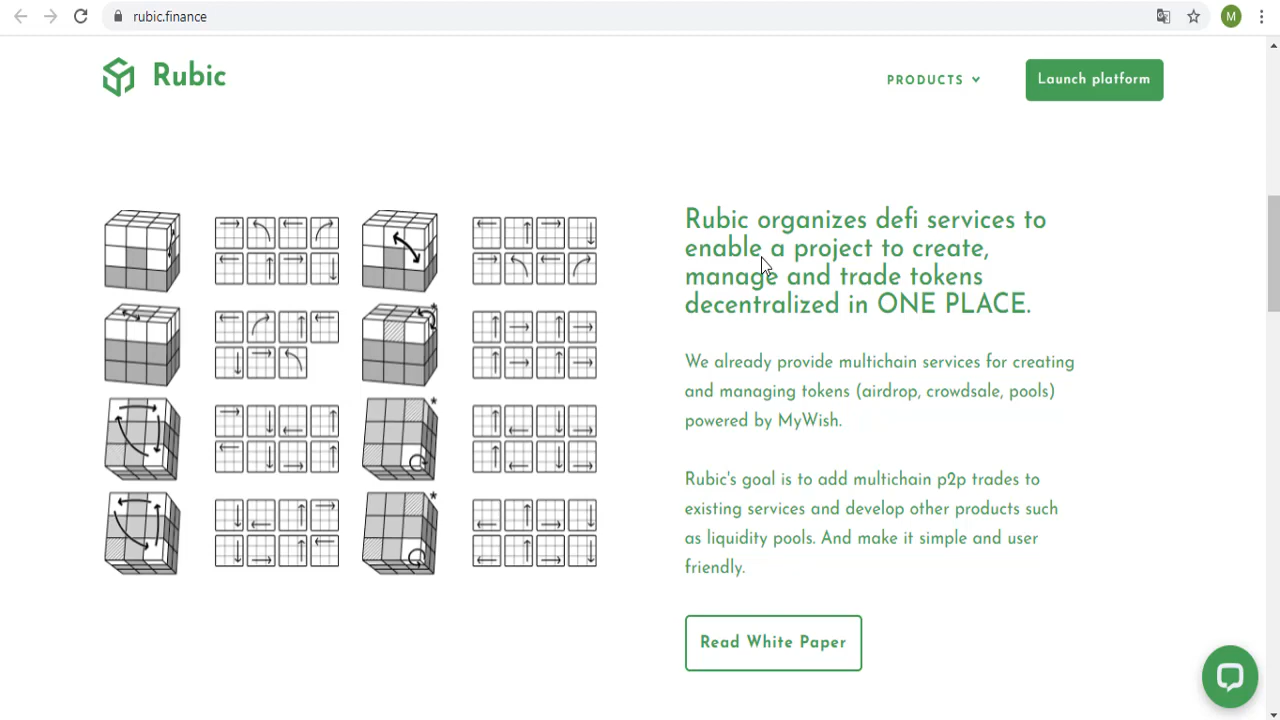 rubic.finance
M
Rubic
PRODUCTS
Launch platform
Rubic organizes defi services to
enable a project to create,
manage and trade tokens
decentralized in ONE PLACE.
We already provide multichain services for creating
and managing tokens (airdrop, crowdsale, pools)
powered by MyWish.
Rubic's goal is to add multichain p2p trades to
existing services and develop other products such
as liquidity pools. And make it simple and user
friendly.
Read White Paper